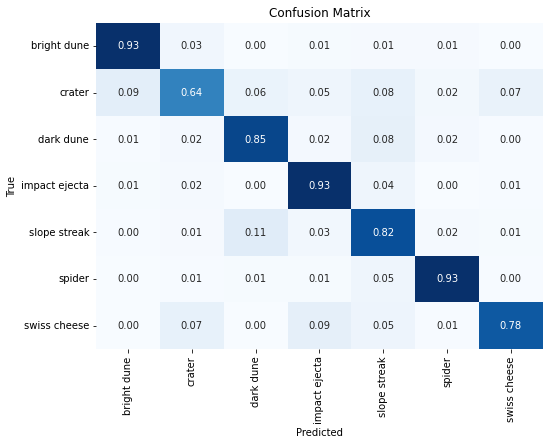 Confusion Matrix
True
bright dune 0.93 0.03 0.00 0.01 0.01 0.01 0.00
crater 0.09 0.64 0.06 0.05 0.08 0.02 0.07
dark dune 0.01 0.02 0.85 0.02 0.08 0.02 0.00
impact ejecta 0.01 0.02 0.00 0.93 0.04 0.00 0.01
slope streak 0.00 0.01 0.11 0.03 0.82 0.02 0.01
spider 0.00 0.01 0.01 0.01 0.05 0.93 0.00
swiss cheese 0.00 0.07 0.00 0.09 0.05 0.01 0.78
bright dune
crater
dark dune
impact ejecta
slope streak
spider
swiss cheese
Predicted